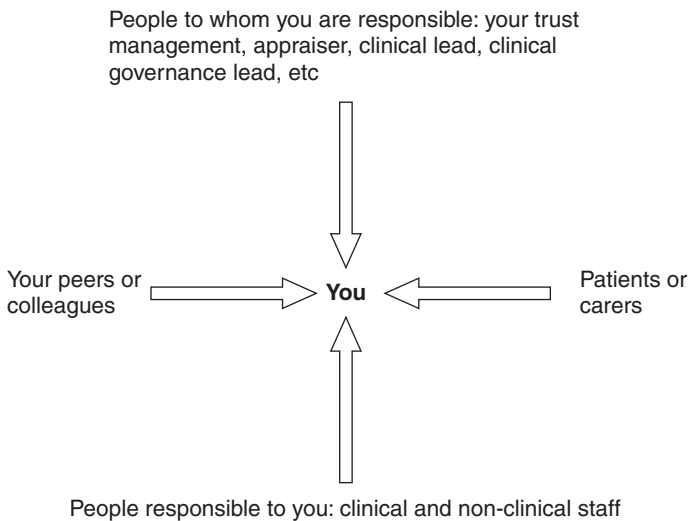 People to whom you are responsible: your trust
management, appraiser, clinical lead, clinical
governance lead, etc
Your peers or
colleagues
You
Patients or
carers
People responsible to you: clinical and non-clinical staff